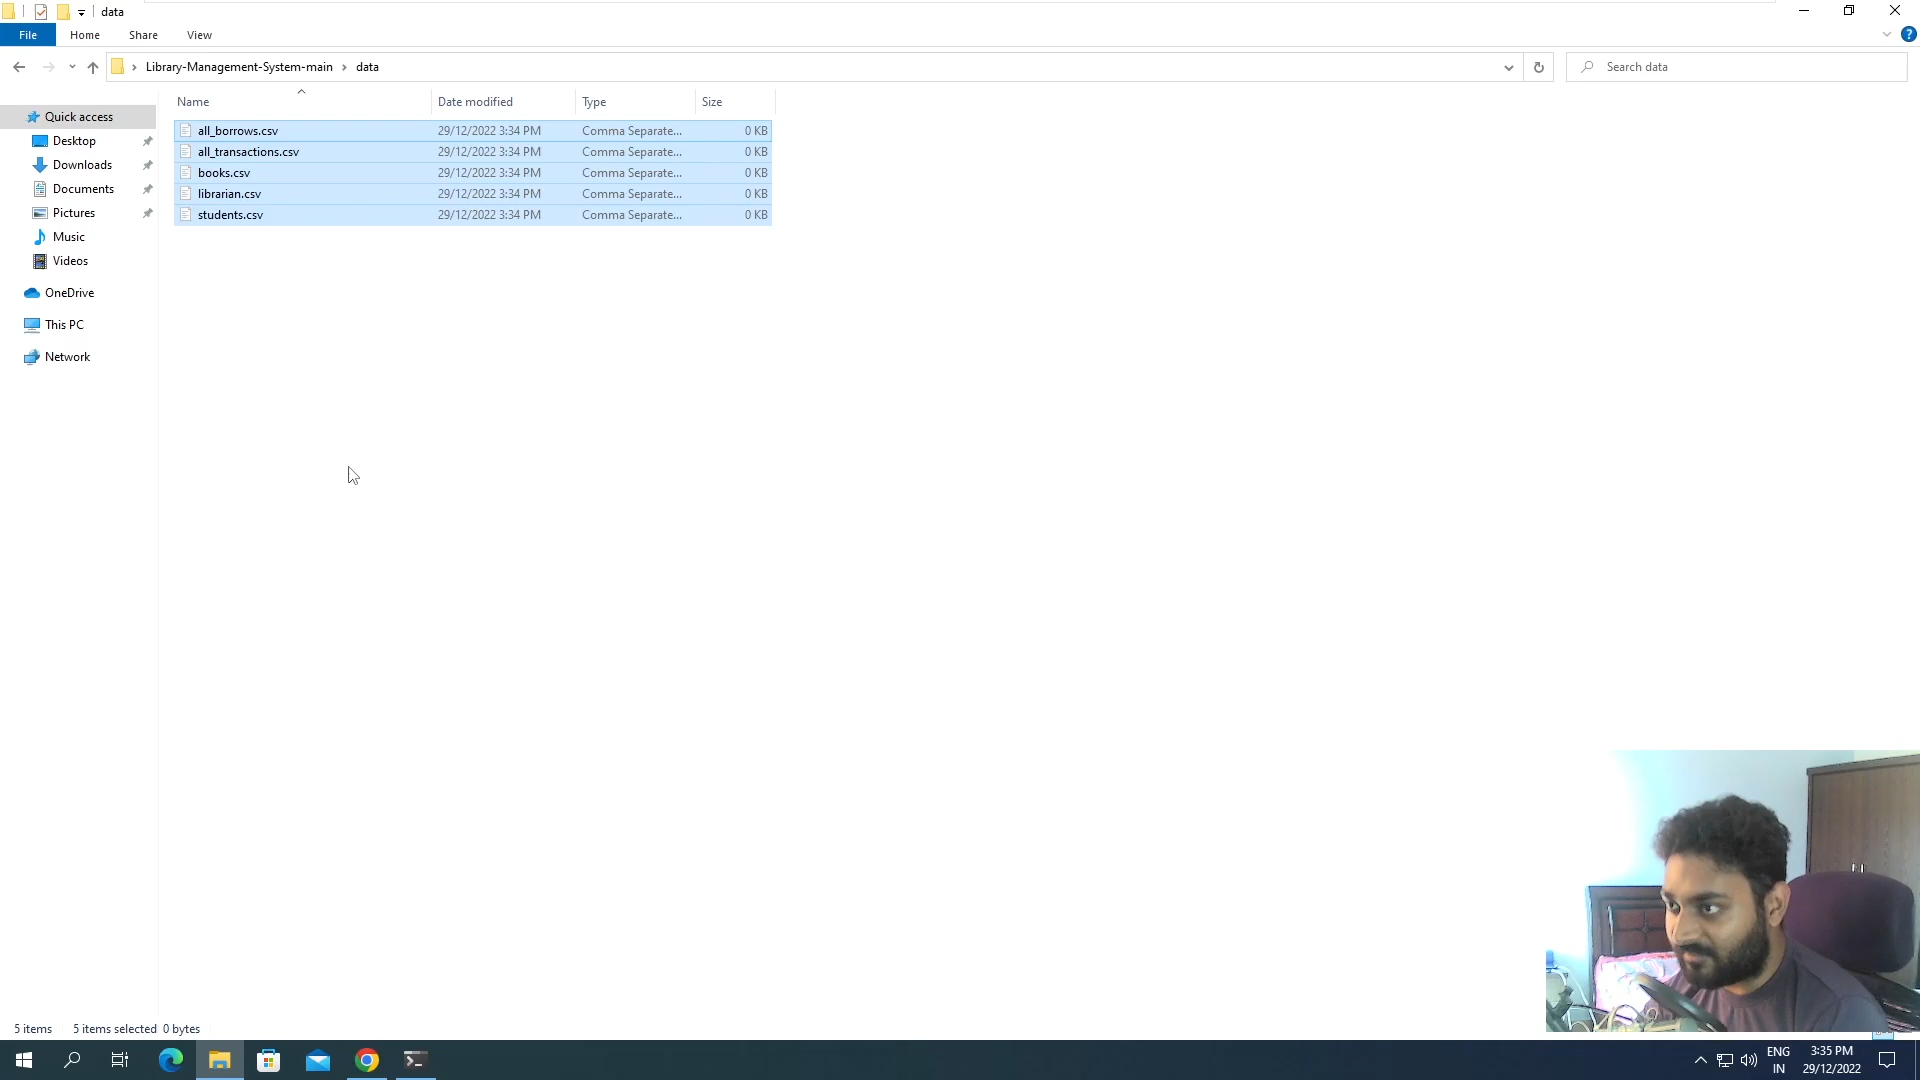 data
File Home Share View
Library-Management-System-main > data
Search data
Name Date modified Type Size
Quick access
Desktop
Downloads
Documents
Pictures
Music
Videos
OneDrive
This PC
Network
all_borrows.csv 29/12/2022 3:34 PM Comma Separate... 0 KB
all_transactions.csv 29/12/2022 3:34 PM Comma Separate... 0 KB
books.csv 29/12/2022 3:34 PM Comma Separate... 0 KB
librarian.csv 29/12/2022 3:34 PM Comma Separate... 0 KB
students.csv 29/12/2022 3:34 PM Comma Separate... 0 KB
5 items 5 items selected 0 bytes
ENG 3:35 PM
IN 29/12/2022